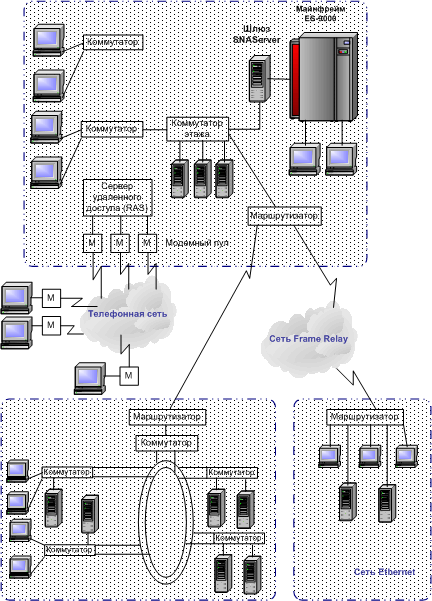 Майнфрейм
ES-9000
Шлюз
SNAServer
Коммутатор
Коммутатор
Коммутатор
этажа
Сервер
удаленного
доступа (RAS)
Маршрутизатор
М
М
М
Модемный пул
М
М
М
Телефонная сеть
Сеть Frame Relay
Маршрутизатор
Коммутатор
Маршрутизатор
Коммутатор
Коммутатор
Коммутатор
Коммутатор
Сеть Ethernet